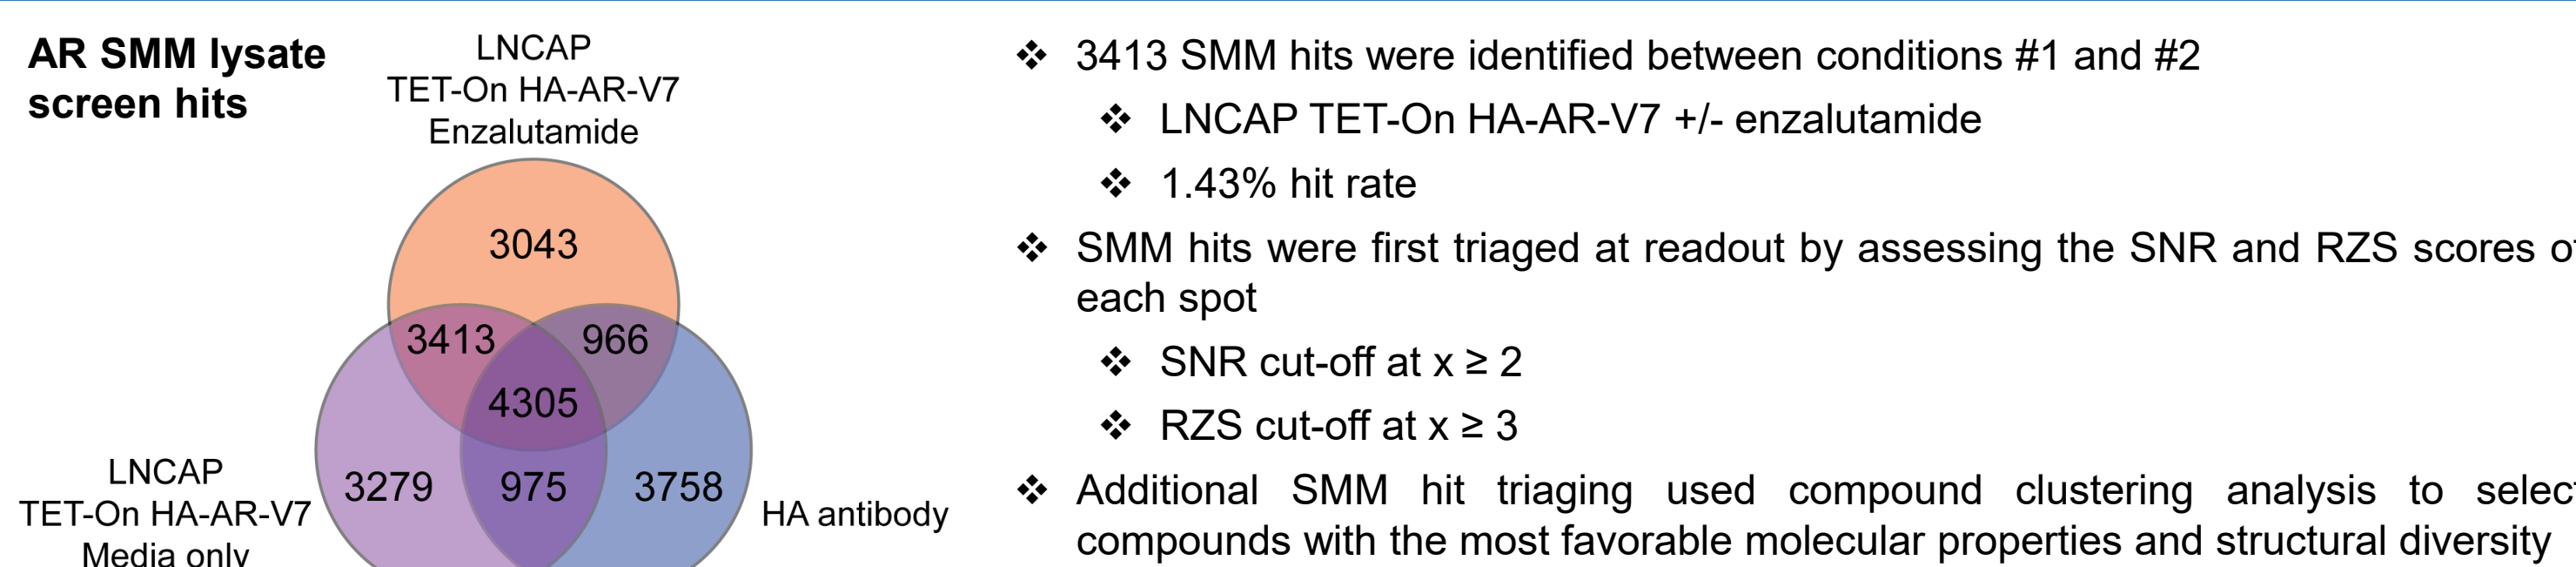 AR SMM lysate
screen hits
LNCAP
TET-On HA-AR-V7
Enzalutamide
3043
3413
966
4305
3279
975
3758
LNCAP
TET-On HA-AR-V7
Media only
HA antibody
❖ 3413 SMM hits were identified between conditions #1 and #2
❖ LNCAP TET-On HA-AR-V7 +/- enzalutamide
❖ 1.43% hit rate
❖ SMM hits were first triaged at readout by assessing the SNR and RZS scores of
each spot
❖ SNR cut-off at x ≥ 2
❖ RZS cut-off at x ≥ 3
❖ Additional SMM hit triaging used compound clustering analysis to select
compounds with the most favorable molecular properties and structural diversity